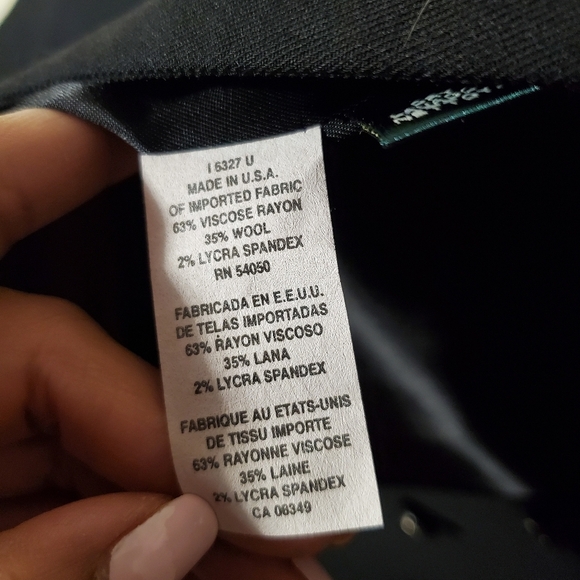 I 6327 U
MADE IN U.S.A.
OF IMPORTED FABRIC
63% VISCOSE RAYON
35% WOOL
2% LYCRA SPANDEX
RN 54050
FABRICADA EN E.E.U.U.
DE TELAS IMPORTADAS
63% RAYON VISCOSO
35% LANA
2% LYCRA SPANDEX
FABRIQUE AU ETATS-UNIS
DE TISSU IMPORTE
63% RAYONNE VISCOSE
35% LAINE
2% LYCRA SPANDEX
CA 06349